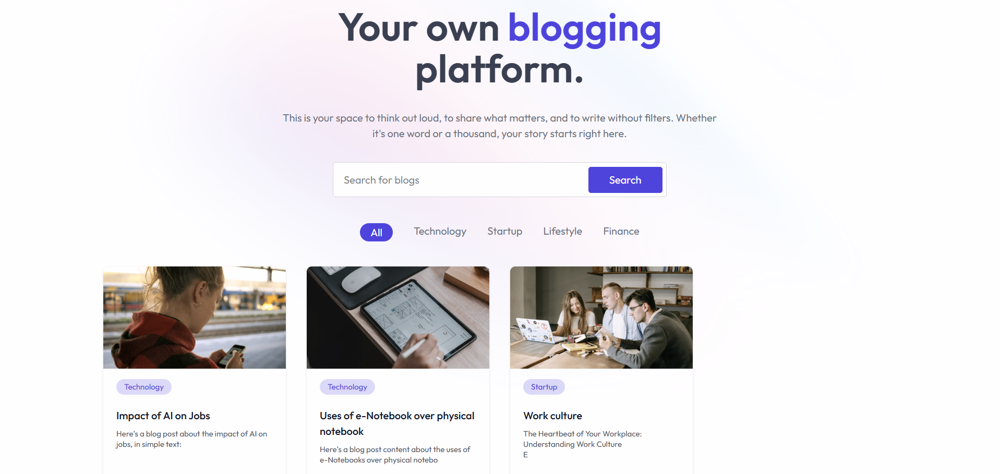 Your own blogging
platform.
This is your space to think out loud, to share what matters, and to write without filters. Whether
it's one word or a thousand, your story starts right here.
Search for blogs
Search
All
Technology
Startup
Lifestyle
Finance
Technology
Impact of AI on Jobs
Here's a blog post about the impact of AI on
jobs, in simple text:
Technology
Uses of e-Notebook over physical
notebook
Here's a blog post content about the uses of
e-Notebooks over physical notebo
Startup
Work culture
The Heartbeat of Your Workplace:
Understanding Work Culture
E